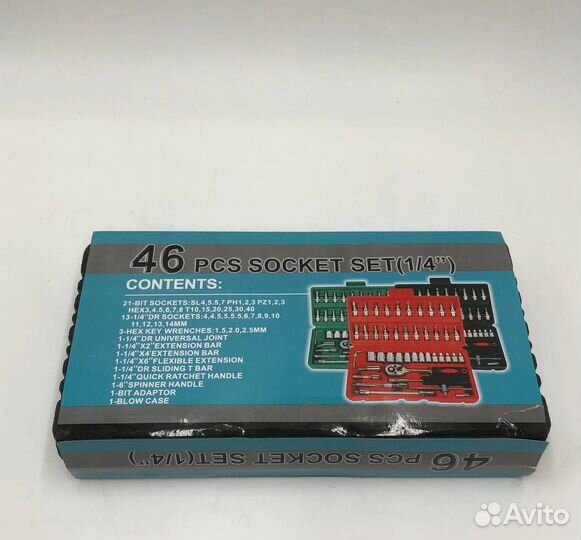 46 PCS SOCKET SET(1/4")
CONTENTS:
21-BIT SOCKETS:SL4,5.5,7 PH1,2,3 PZ1,2,3
HEX3,4,5,6,7,8 T10,15,20,25,30,40
13-1/4"DR SOCKETS:4,4.5,5,5.5,6,7,8,9,10
11,12,13,14MM
3-HEX KEY WRENCHES:1.5,2.0,2.5MM
1-1/4"DR UNIVERSAL JOINT
1-1/4"X2"EXTENSION BAR
1-1/4"X4"EXTENSION BAR
1-1/4"X6"FLEXIBLE EXTENSION
1-1/4"DR SLIDING T BAR
1-1/4"QUICK RATCHET HANDLE
1-6"SPINNER HANDLE
1-BIT ADAPTOR
1-BLOW CASE
46 PCS SOCKET SET(1/4")
Avito